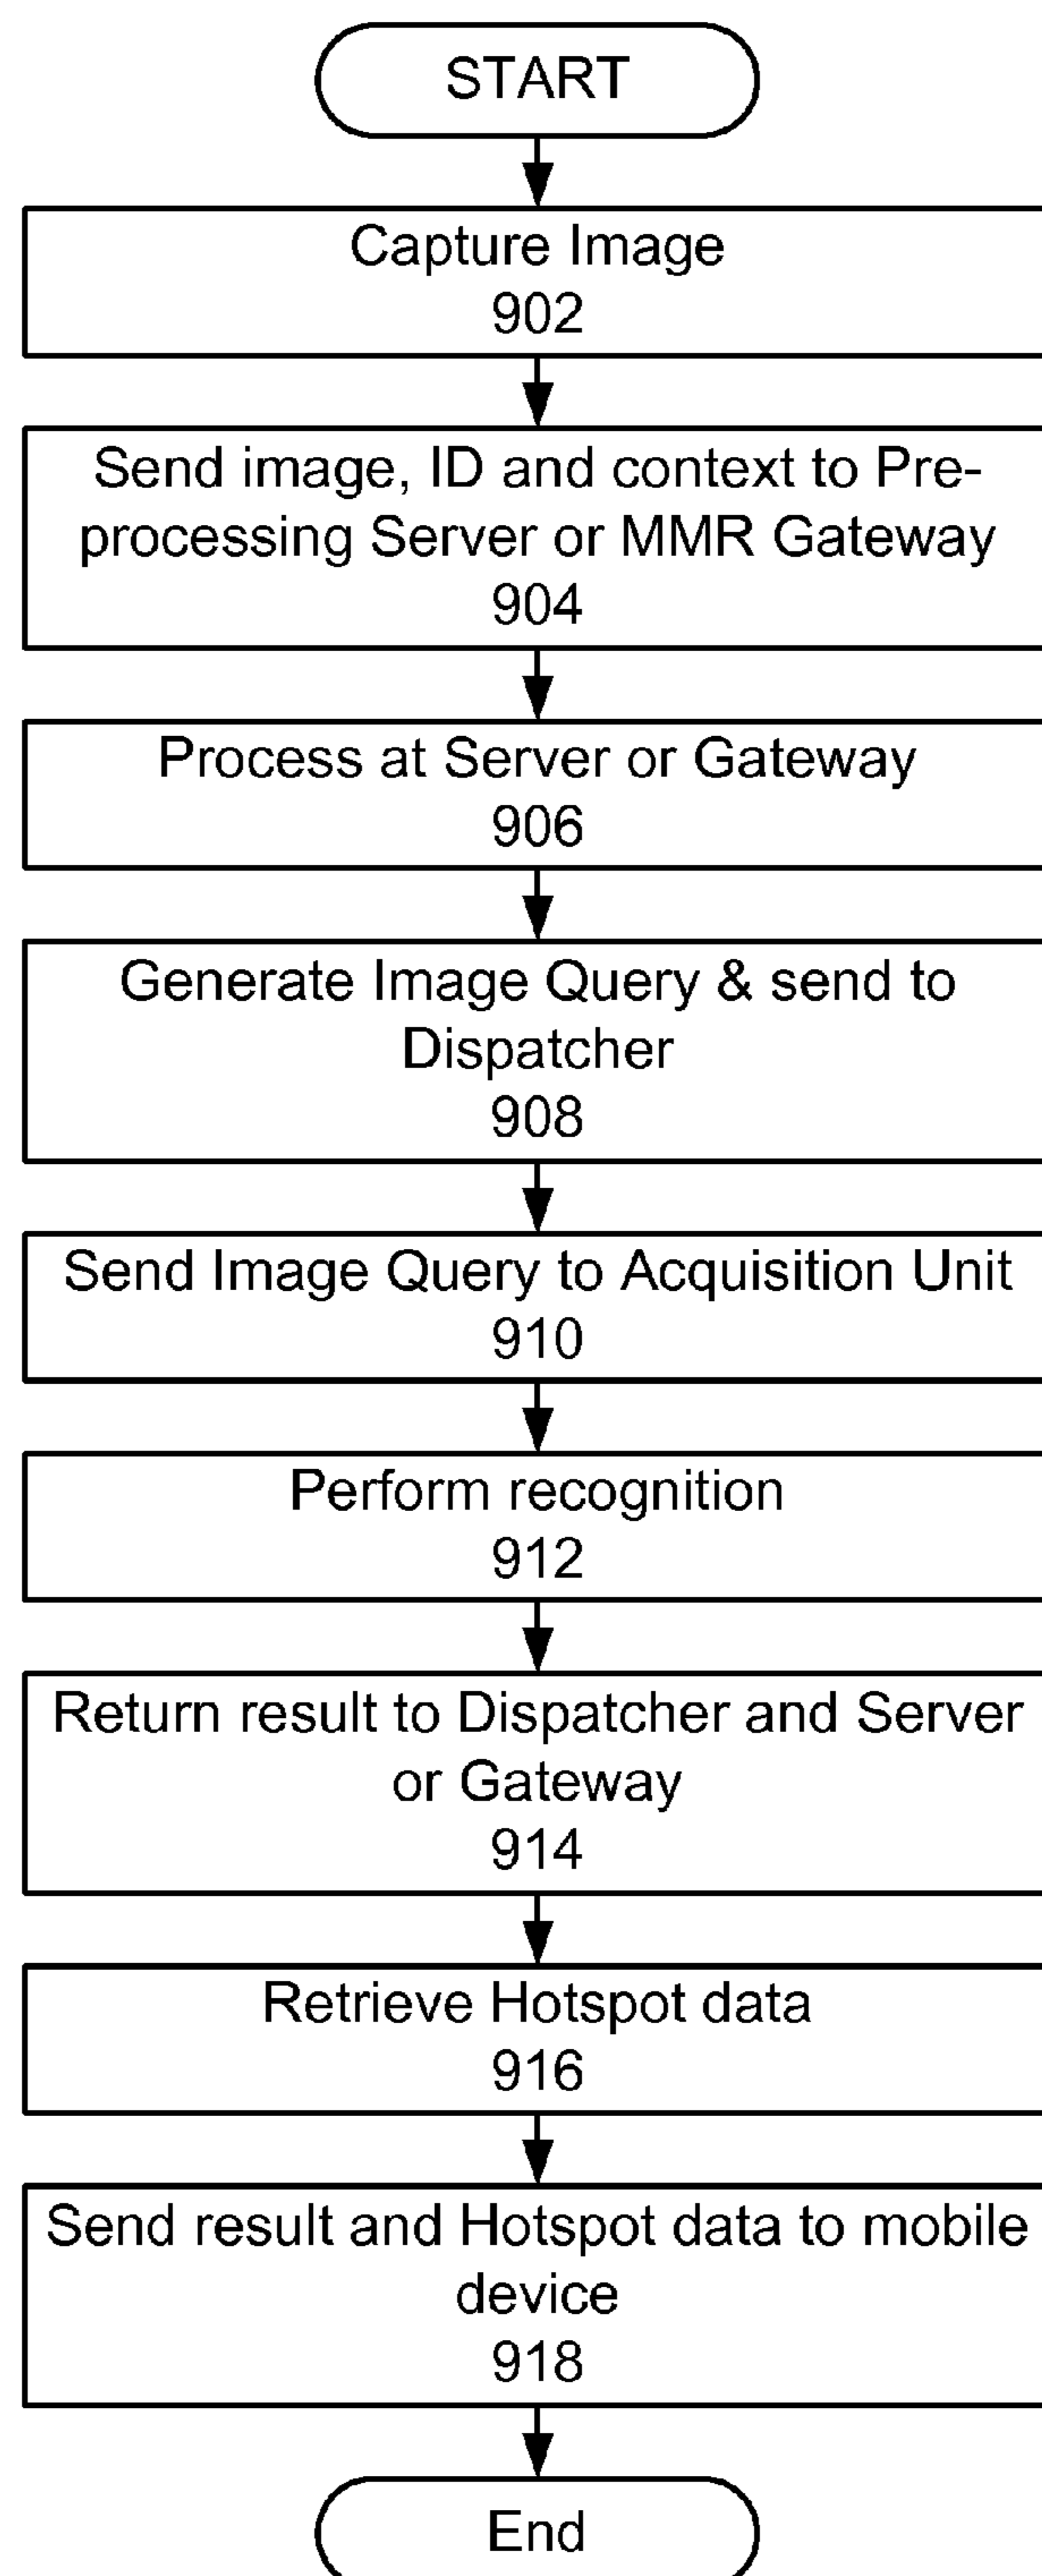 START
Capture Image
902
Send image, ID and context to Pre-
processing Server or MMR Gateway
904
Process at Server or Gateway
906
Generate Image Query & send to
Dispatcher
908
Send Image Query to Acquisition Unit
910
Perform recognition
912
Return result to Dispatcher and Server
or Gateway
914
Retrieve Hotspot data
916
Send result and Hotspot data to mobile
device
918
End